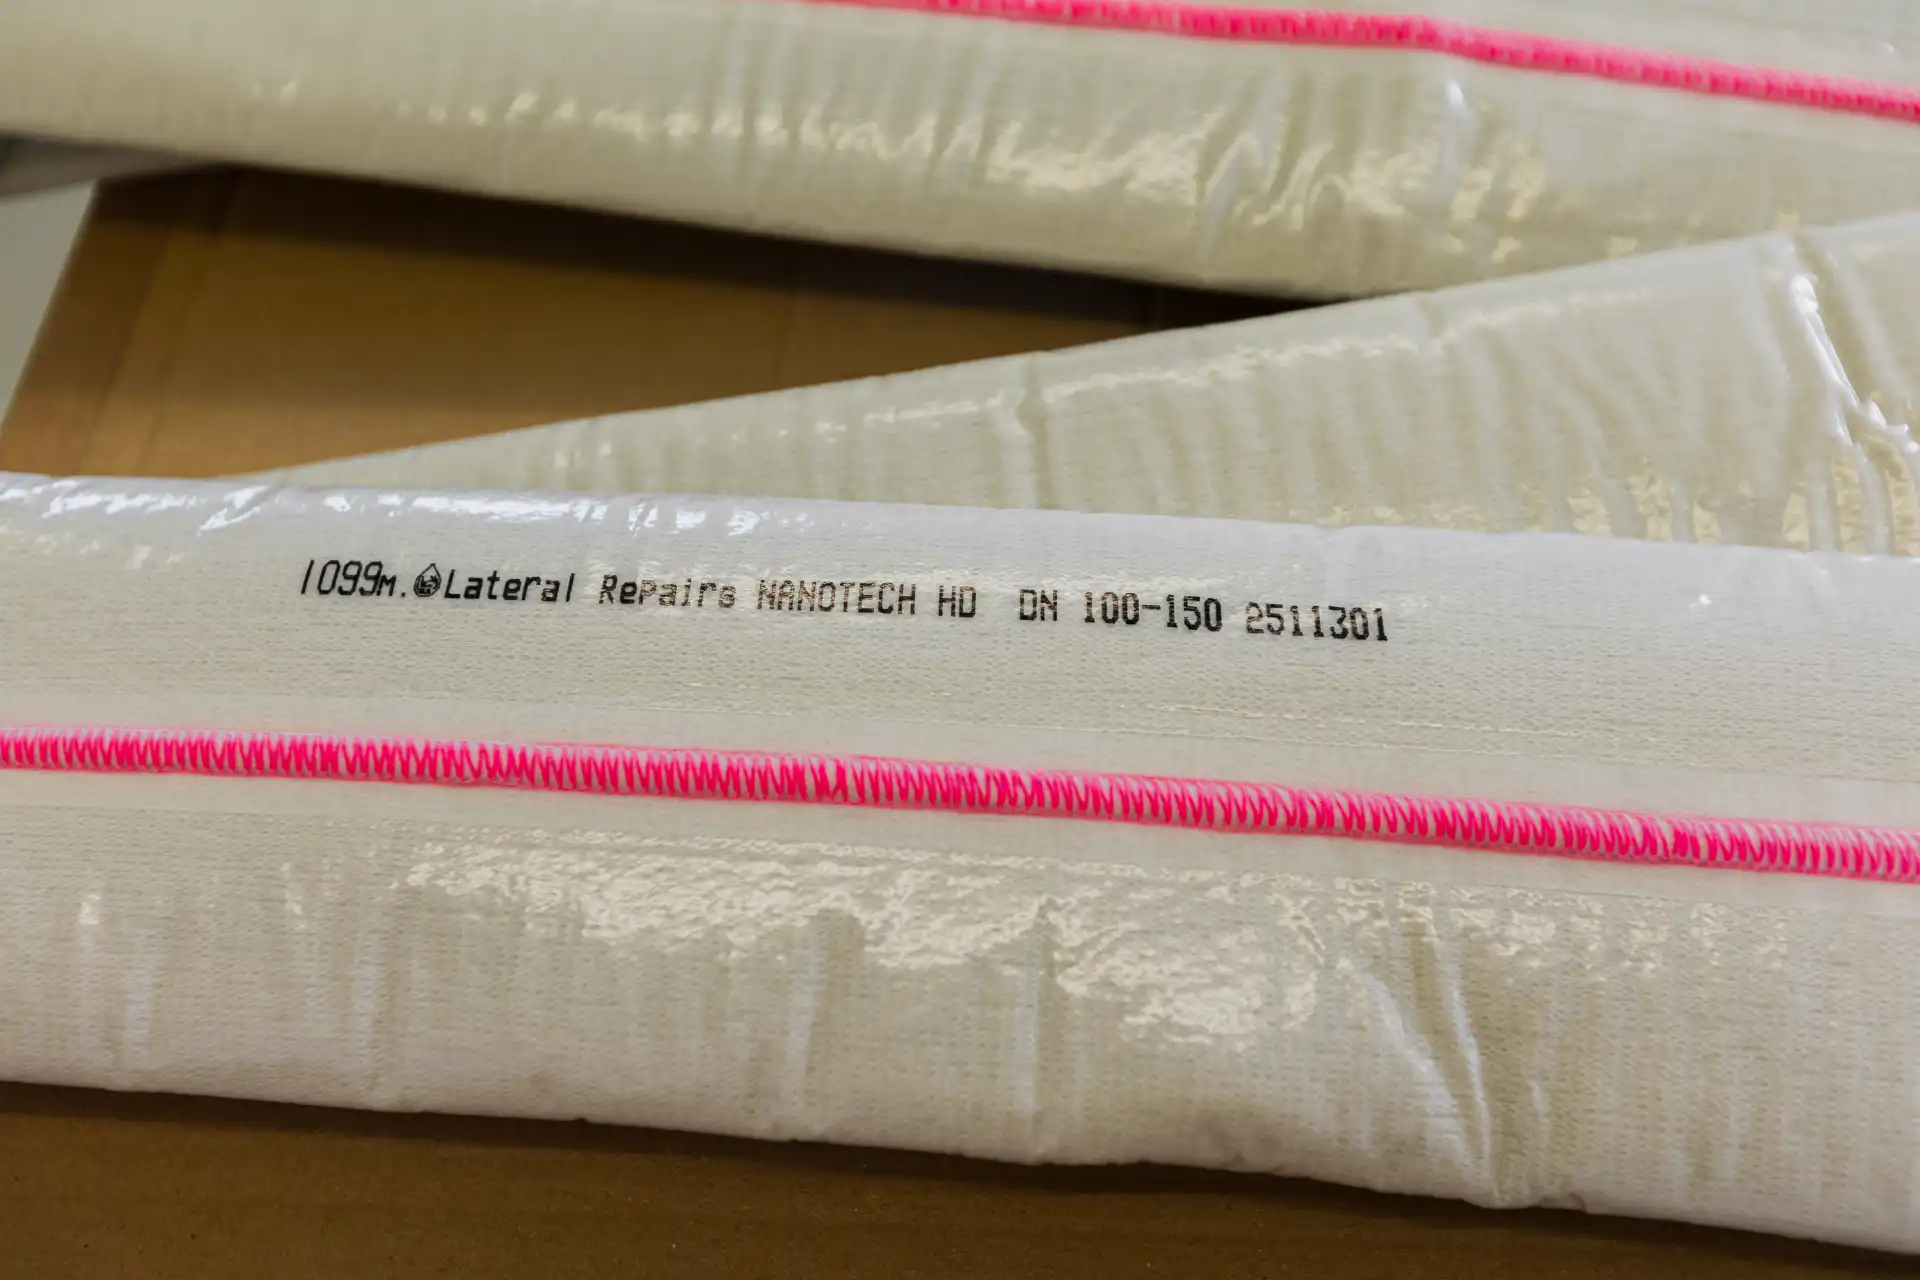 1099M. Lateral Repairs NANOTECH HD DN 100-150 2511301